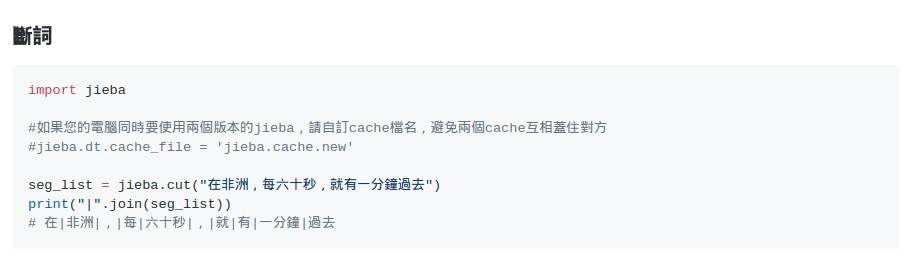 斷詞
import jieba
#如果您的電腦同時要使用兩個版本的jieba，請自訂cache檔名，避免兩個cache互相蓋住對方
#jieba.dt.cache_file = 'jieba.cache.new'
seg_list = jieba.cut("在非洲，每六十秒，就有一分鐘過去")
print("|".join(seg_list))
# 在|非洲|，|每|六十秒|，|就|有|一分鐘|過去